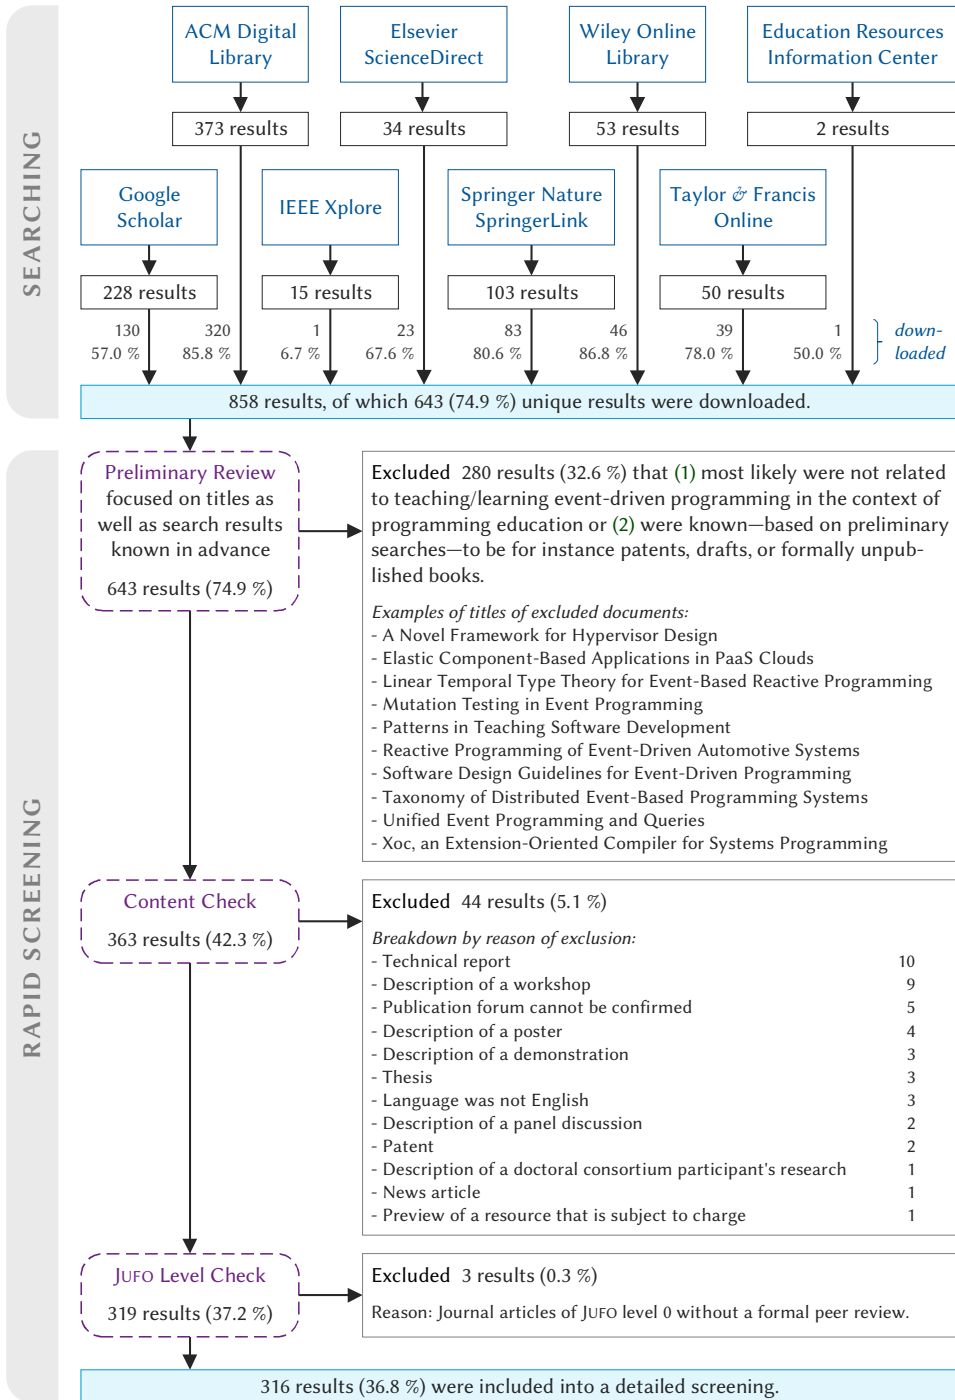 SEARCHING
ACM Digital
Library
Elsevier
ScienceDirect
Wiley Online
Library
Education Resources
Information Center
373 results
34 results
53 results
2 results
Google
Scholar
IEEE Xplore
Springer Nature
SpringerLink
Taylor & Francis
Online
228 results
15 results
103 results
50 results
130 320 1 23 83 46 39 1 down-
57.0 % 85.8 % 6.7 % 67.6 % 80.6 % 86.8 % 78.0 % 50.0 % loaded
858 results, of which 643 (74.9 %) unique results were downloaded.
RAPID SCREENING
Preliminary Review
focused on titles as
well as search results
known in advance
643 results (74.9 %)
Excluded 280 results (32.6 %) that (1) most likely were not related
to teaching/learning event-driven programming in the context of
programming education or (2) were known—based on preliminary
searches—to be for instance patents, drafts, or formally unpub-
lished books.
Examples of titles of excluded documents:
- A Novel Framework for Hypervisor Design
- Elastic Component-Based Applications in PaaS Clouds
- Linear Temporal Type Theory for Event-Based Reactive Programming
- Mutation Testing in Event Programming
- Patterns in Teaching Software Development
- Reactive Programming of Event-Driven Automotive Systems
- Software Design Guidelines for Event-Driven Programming
- Taxonomy of Distributed Event-Based Programming Systems
- Unified Event Programming and Queries
- Xoc, an Extension-Oriented Compiler for Systems Programming
Content Check
363 results (42.3 %)
Excluded 44 results (5.1 %)
Breakdown by reason of exclusion:
- Technical report 10
- Description of a workshop 9
- Publication forum cannot be confirmed 5
- Description of a poster 4
- Description of a demonstration 3
- Thesis 3
- Language was not English 3
- Description of a panel discussion 2
- Patent 2
- Description of a doctoral consortium participant's research 1
- News article 1
- Preview of a resource that is subject to charge 1
JUFO Level Check
319 results (37.2 %)
Excluded 3 results (0.3 %)
Reason: Journal articles of JUFO level 0 without a formal peer review.
316 results (36.8 %) were included into a detailed screening.